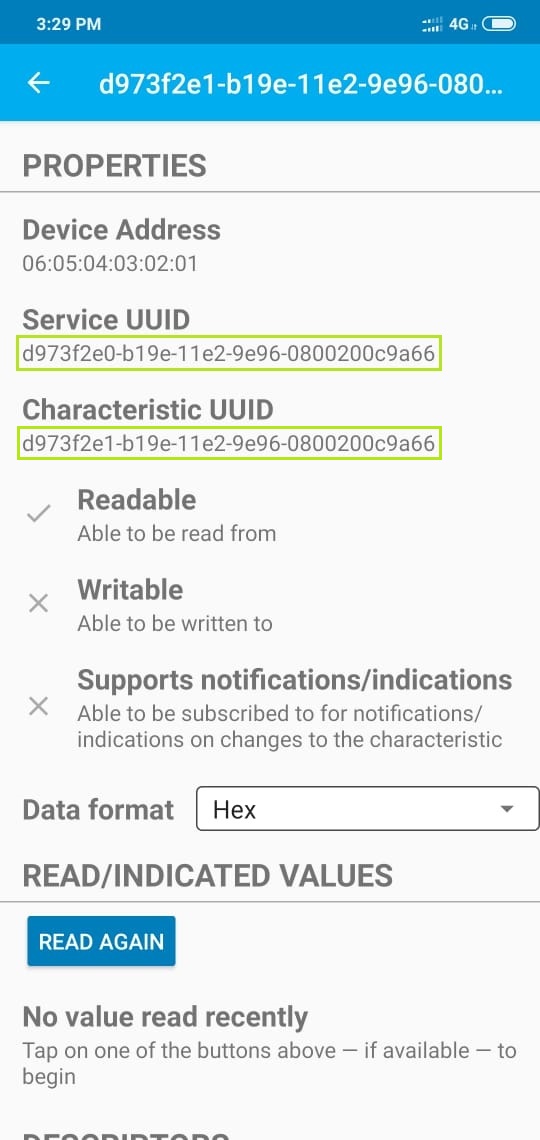 3:29 PM
4G
d973f2e1-b19e-11e2-9e96-080...
PROPERTIES
Device Address
06:05:04:03:02:01
Service UUID
d973f2e0-b19e-11e2-9e96-0800200c9a66
Characteristic UUID
d973f2e1-b19e-11e2-9e96-0800200c9a66
Readable
Able to be read from
Writable
Able to be written to
Supports notifications/indications
Able to be subscribed to for notifications/
indications on changes to the characteristic
Data format
Hex
READ/INDICATED VALUES
READ AGAIN
No value read recently
Tap on one of the buttons above — if available — to
begin
DESCRIPTORS